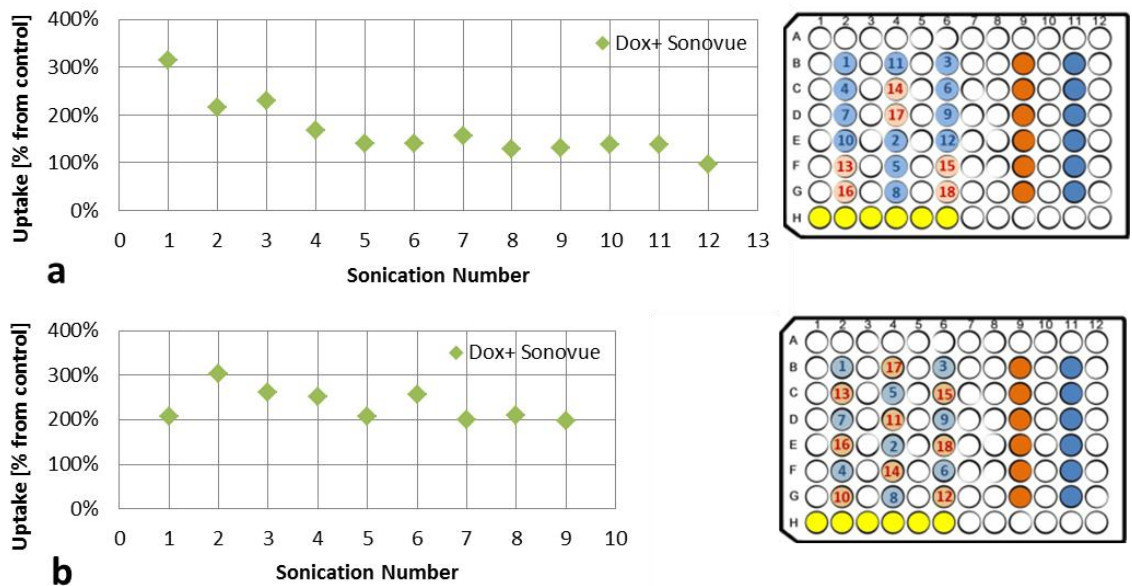 400%
300%
200%
100%
0%
Uptake [% from control]
Dox+ Sonovue
0 1 2 3 4 5 6 7 8 9 10 11 12 13
Sonication Number
a
1 2 3 4 5 6 7 8 9 10 11 12
A
B 1 11 3
C 4 14 6
D 7 17 9
E 10 2 12
F 13 5 15
G 16 8 18
H
400%
300%
200%
100%
0%
Uptake [% from control]
Dox+ Sonovue
0 1 2 3 4 5 6 7 8 9 10
Sonication Number
b
1 2 3 4 5 6 7 8 9 10 11 12
A
B 1 17 3
C 13 5 15
D 7 11 9
E 16 2 18
F 4 14 6
G 10 8 12
H